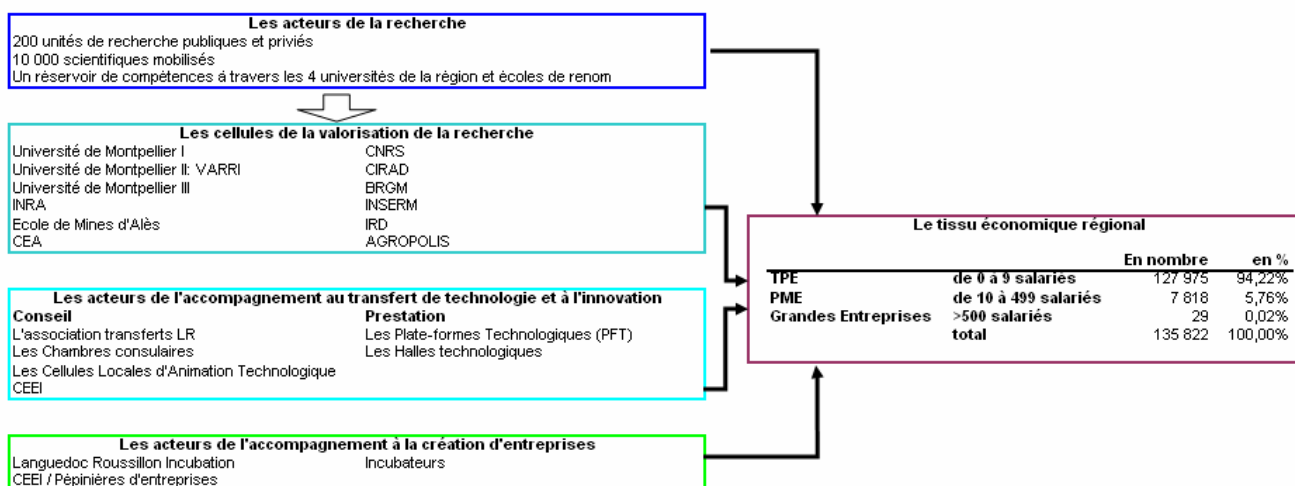 Les acteurs de la recherche
200 unités de recherche publiques et priviés
10 000 scientifiques mobilisés
Un réservoir de compétences á travers les 4 universités de la région et écoles de renom
Les cellules de la valorisation de la recherche
Université de Montpellier I CNRS
Université de Montpellier II: VARRI CIRAD
Université de Montpellier III BRGM
INRA INSERM
Ecole de Mines d'Alès IRD
CEA AGROPOLIS
Les acteurs de l'accompagnement au transfert de technologie et à l'innovation
Conseil Prestation
L'association transferts LR Les Plate-formes Technologiques (PFT)
Les Chambres consulaires Les Halles technologiques
Les Cellules Locales d'Animation Technologique
CEEI
Les acteurs de l'accompagnement à la création d'entreprises
Languedoc Roussillon Incubation Incubateurs
CEEI / Pépinières d'entreprises
Le tissu économique régional
En nombre en %
TPE de 0 à 9 salariés 127 975 94,22%
PME de 10 à 499 salariés 7 818 5,76%
Grandes Entreprises >500 salariés 29 0,02%
total 135 822 100,00%